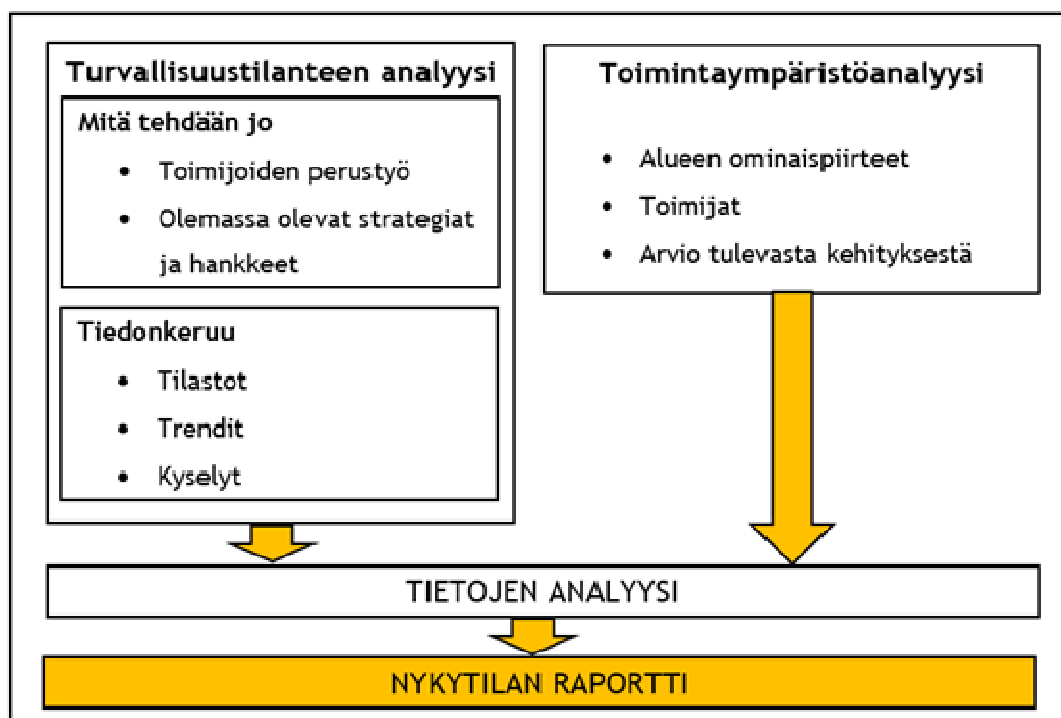 Turvallisuustilanteen analyysi
Mitä tehdään jo
• Toimijoiden perustyö
• Olemassa olevat strategiat
ja hankkeet
Tiedonkeruu
• Tilastot
• Trendit
• Kyselyt
Toimintaympäristöanalyysi
• Alueen ominaispiirteet
• Toimijat
• Arvio tulevasta kehityksestä
TIETOJEN ANALYYSI
NYKYTILAN RAPORTTI